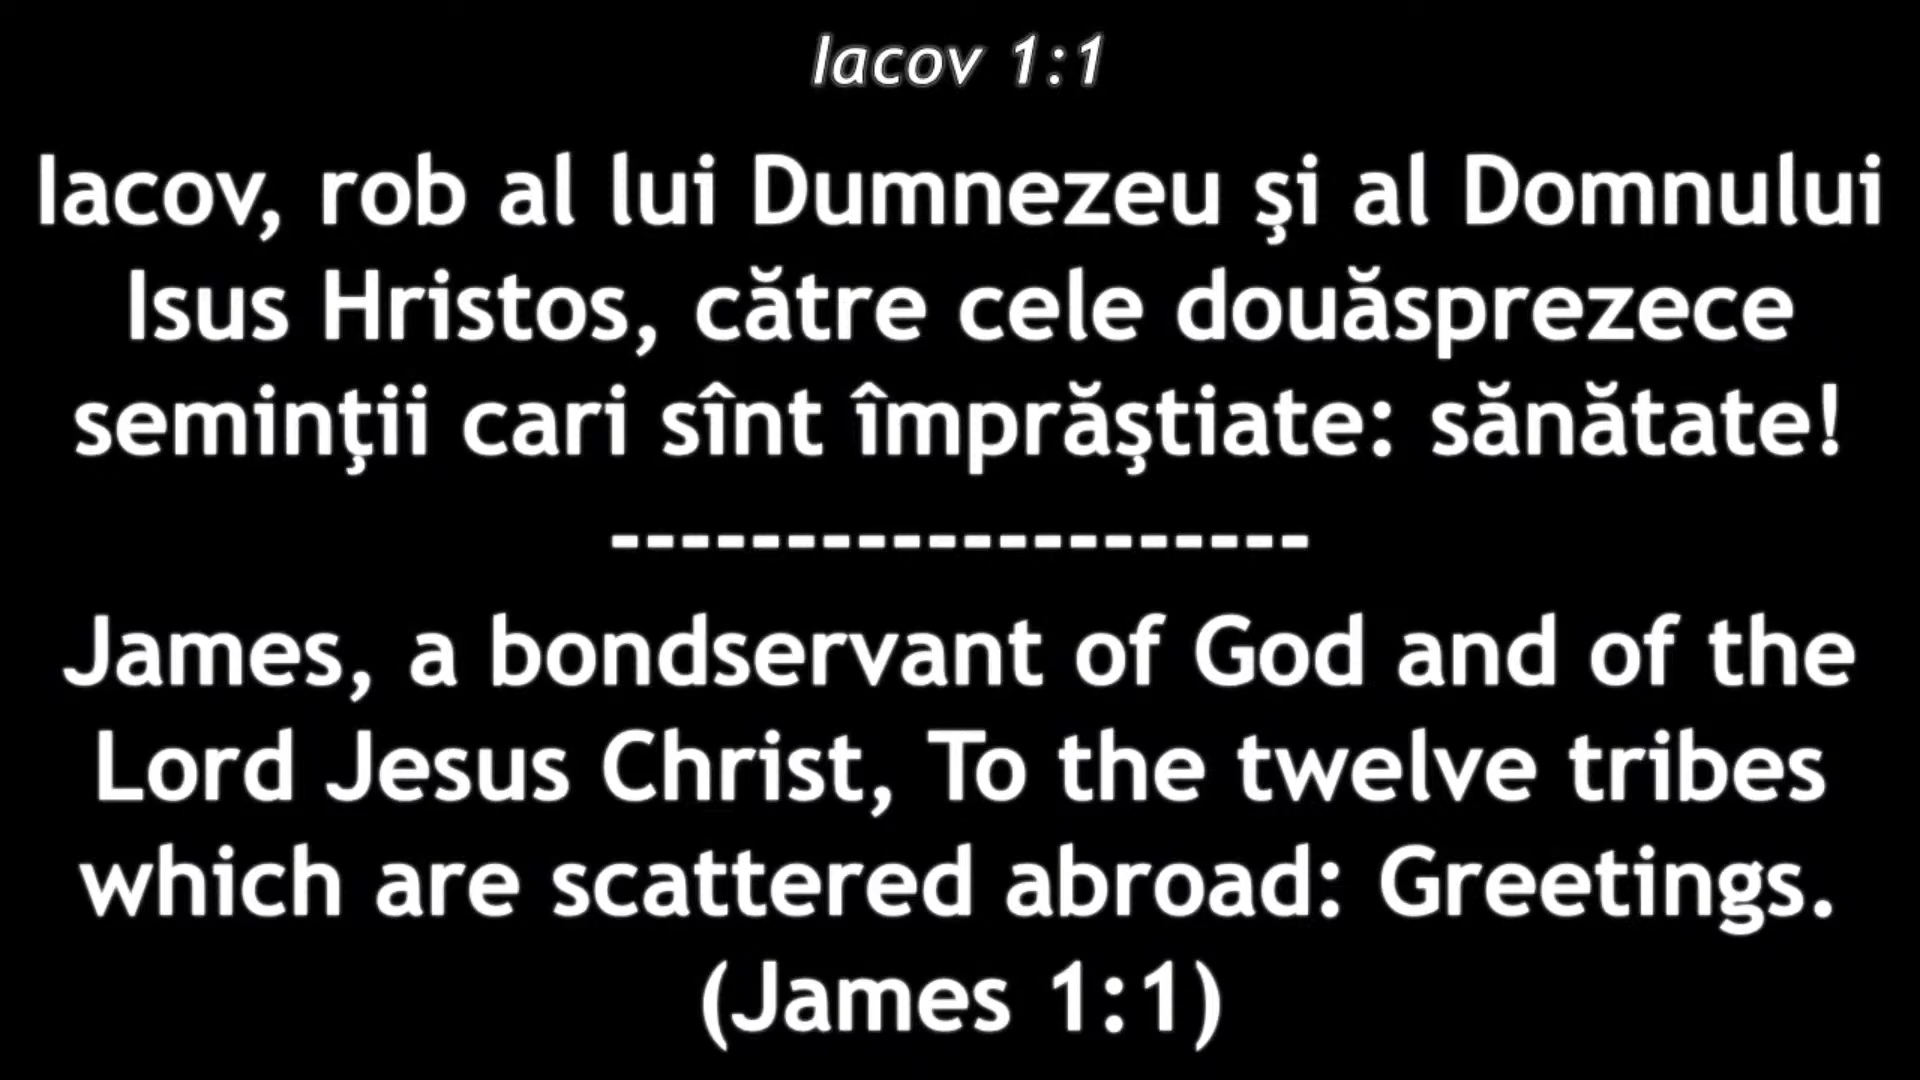 Iacov 1:1
Iacov, rob al lui Dumnezeu şi al Domnului
Isus Hristos, către cele douăsprezece
seminţii cari sînt împrăştiate: sănătate!
--------------------
James, a bondservant of God and of the
Lord Jesus Christ, To the twelve tribes
which are scattered abroad: Greetings.
(James 1:1)